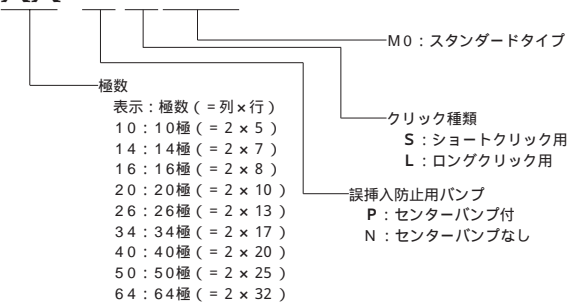 M0：スタンダードタイプ
極数
表示：極数（=列×行）
10：10極（=2×5）
14：14極（=2×7）
16：16極（=2×8）
20：20極（=2×10）
26：26極（=2×13）
34：34極（=2×17）
40：40極（=2×20）
50：50極（=2×25）
64：64極（=2×32）
クリック種類
S：ショートクリック用
L：ロングクリック用
誤挿入防止用バンプ
P：センターバンプ付
N：センターバンプなし